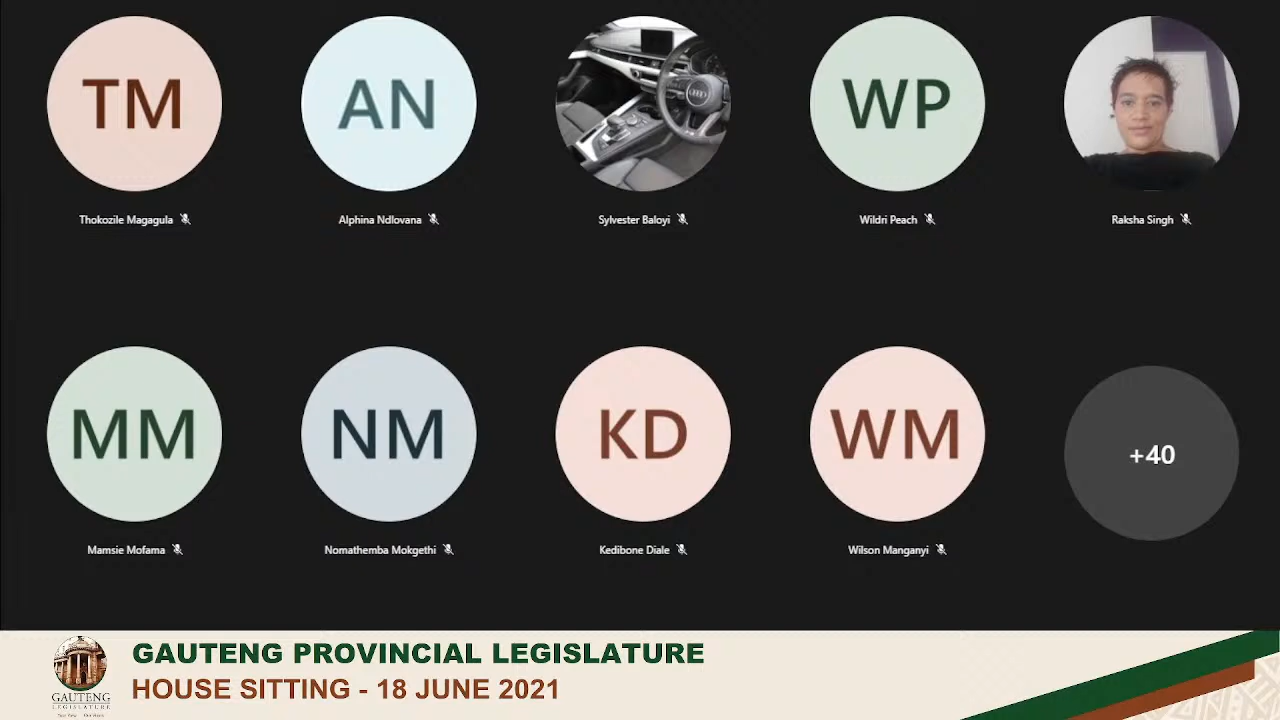 TM
AN
WP
Thokozile Magagula
Alphina Ndlovana
Sylvester Baloyi
Wildri Peach
Raksha Singh
MM
NM
KD
WM
+40
Mamsie Mofama
Nomathemba Mokgethi
Kedibone Diale
Wilson Manganyi
GAUTENG PROVINCIAL LEGISLATURE
HOUSE SITTING - 18 JUNE 2021
GAUTENG
LEGISLATURE